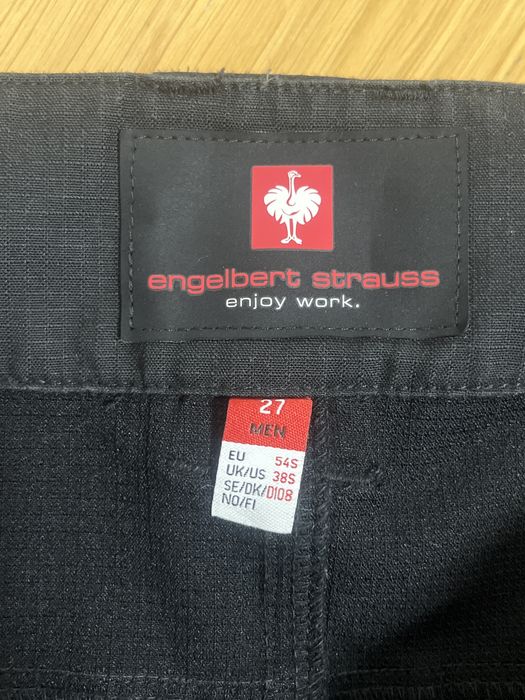 engelbert strauss
enjoy work.
27
MEN
EU 54S
UK/US 38S
SE/DK/ D108
NO/FI